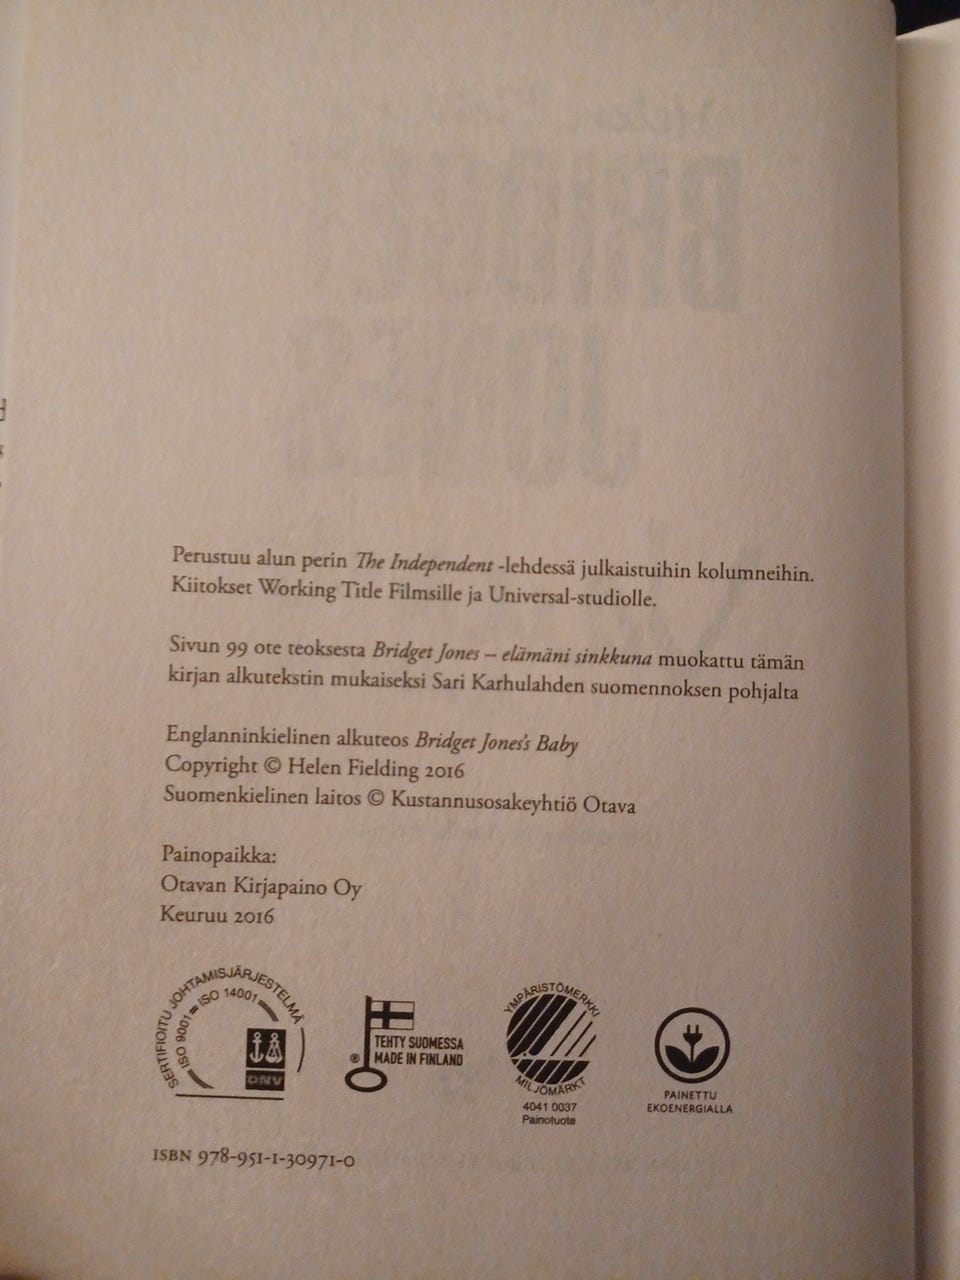 Perustuu alun perin The Independent -lehdessä julkaistuihin kolumneihin.
Kiitokset Working Title Filmsille ja Universal-studiolle.
Sivun 99 ote teoksesta Bridget Jones – elämäni sinkkuna muokattu tämän
kirjan alkutekstin mukaiseksi Sari Karhulahden suomennoksen pohjalta
Englanninkielinen alkuteos Bridget Jones's Baby
Copyright © Helen Fielding 2016
Suomenkielinen laitos © Kustannusosakeyhtiö Otava
Painopaikka:
Otavan Kirjapaino Oy
Keuruu 2016
SERTIFIOITU JOHTAMISJÄRJESTELMÄ
ISO 9001 = ISO 14001
DNV
® TEHTY SUOMESSA
MADE IN FINLAND
YMPÄRISTÖMERKKI
MILJÖMÄRKT
4041 0037
Painotuote
PAINETTU
EKOENERGIALLA
ISBN 978-951-1-30971-0